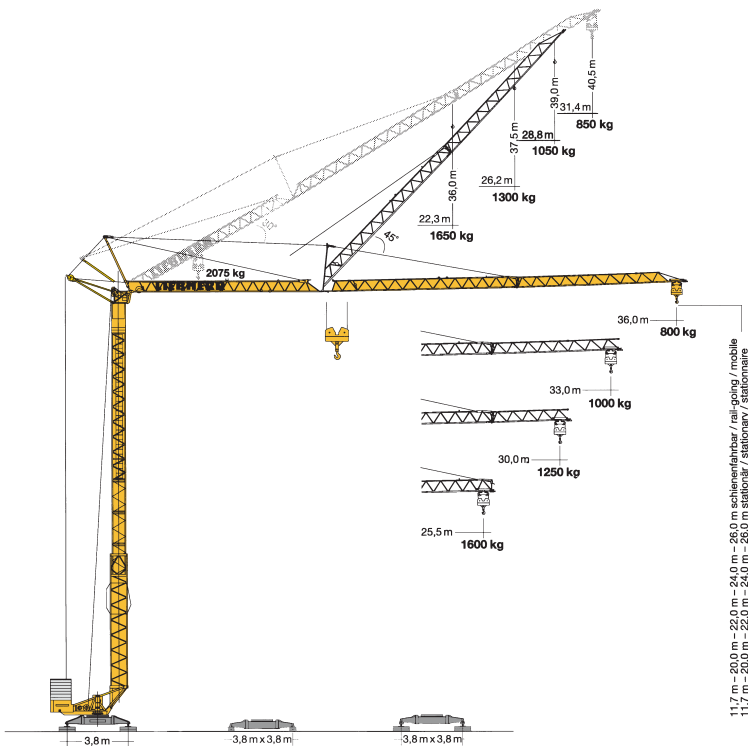 40,5 m
39,0 m
31,4 m
850 kg
37,5 m
28,8 m
1050 kg
36,0 m
26,2 m
1300 kg
22,3 m
1650 kg
45°
2075 kg
LIEBHERR
36,0 m
800 kg
33,0 m
1000 kg
30,0 m
1250 kg
25,5 m
1600 kg
11,7 m – 20,0 m – 22,0 m – 24,0 m – 26,0 m schienenfahrbar / rail-going / mobile
11,7 m – 20,0 m – 22,0 m – 24,0 m – 26,0 m stationär / stationary / stationnaire
3,8 m
3,8 m x 3,8 m
3,8 m x 3,8 m